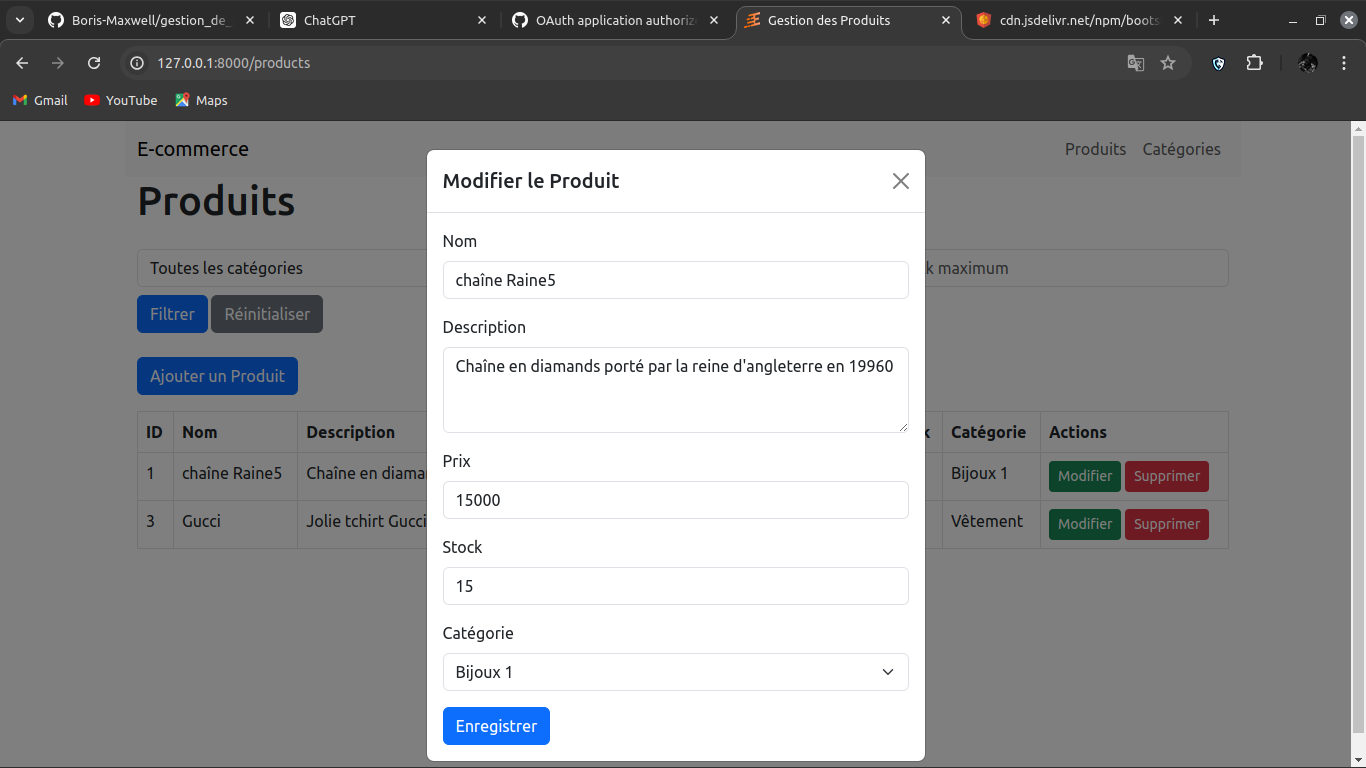 Boris-Maxwell/gestion_de_
ChatGPT
OAuth application authoriz
Gestion des Produits
cdn.jsdelivr.net/npm/boots
127.0.0.1:8000/products
Gmail
YouTube
Maps
E-commerce
Produits
Catégories
Produits
Toutes les catégories
k maximum
Filtrer
Réinitialiser
Ajouter un Produit
ID Nom Description k Catégorie Actions
1 chaîne Raine5 Chaîne en diama Bijoux 1 Modifier Supprimer
3 Gucci Jolie tchirt Gucci Vêtement Modifier Supprimer
Modifier le Produit
Nom
chaîne Raine5
Description
Chaîne en diamands porté par la reine d'angleterre en 19960
Prix
15000
Stock
15
Catégorie
Bijoux 1
Enregistrer